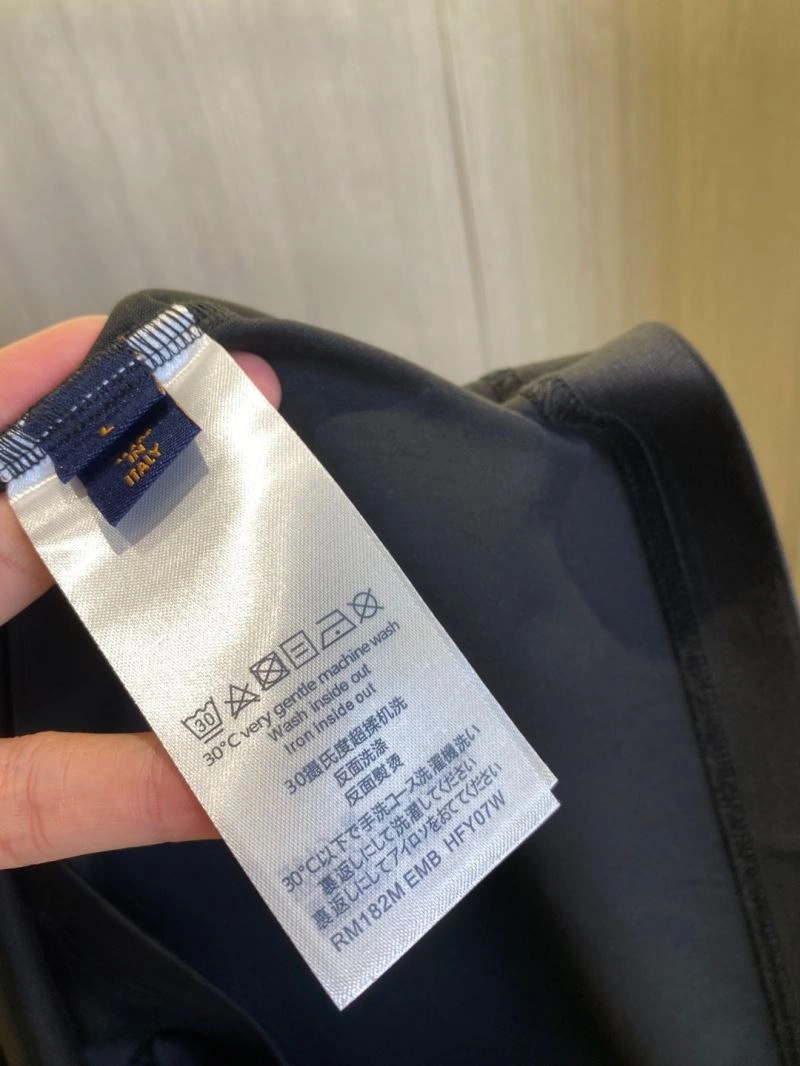 L
IN
ITALY
30
30°C very gentle machine wash
Wash inside out
Iron inside out
30摄氏度超揉机洗
反面洗涤
反面熨烫
30°C以下で手洗コース洗濯機洗い
裏返しにして洗濯してください
裏返しにしてアイロンをあててください
RM182M EMB HFY07W